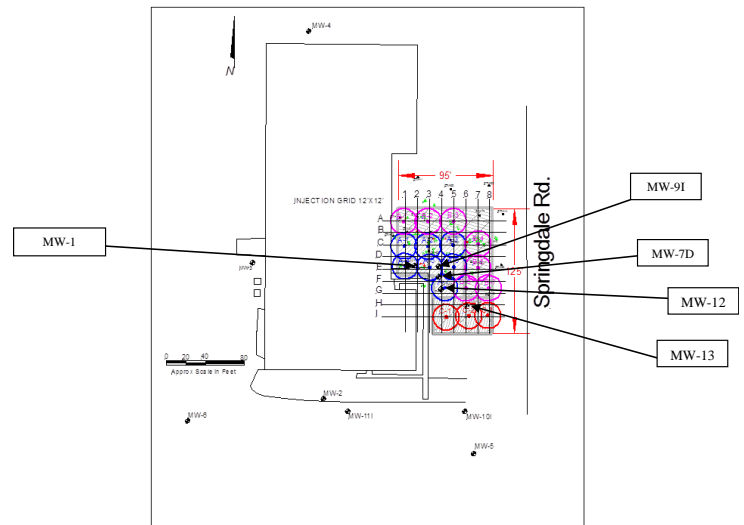 MW-4
N
95'
1 2 3 4 5 6 7 8
INJECTION GRID 12'X12'
MW-9I
A
B
C
D
E
F
G
H
I
MW-1
Springdale Rd.
MW-7D
125'
MW-12
MW-13
0 20 40 80
Approx Scale in Feet
MW-2
MW-11I
MW-10I
MW-6
MW-5